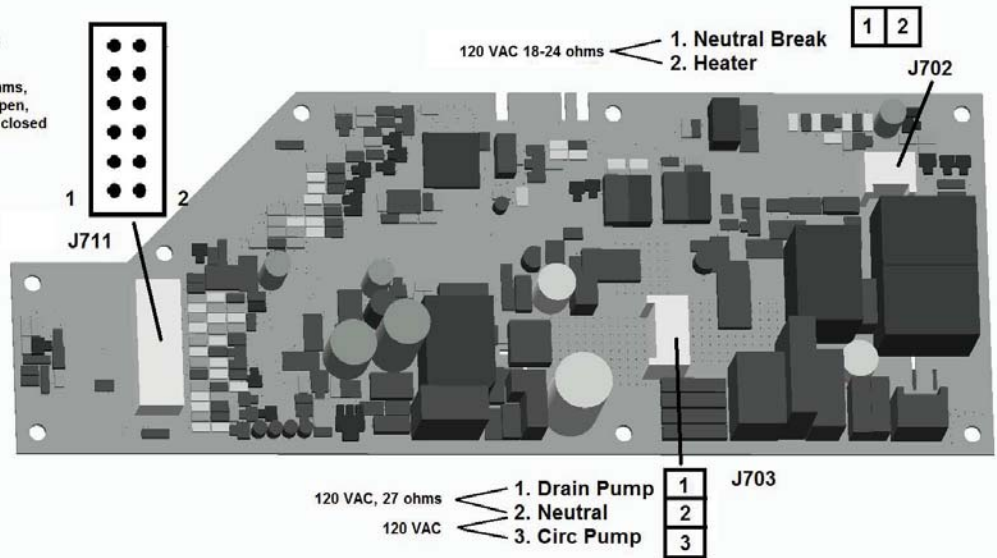 pen,
closed
1
2
J711
120 VAC 18-24 ohms
1. Neutral Break
2. Heater
1 2
J702
120 VAC, 27 ohms
120 VAC
1. Drain Pump
2. Neutral
3. Circ Pump
1
2
3
J703